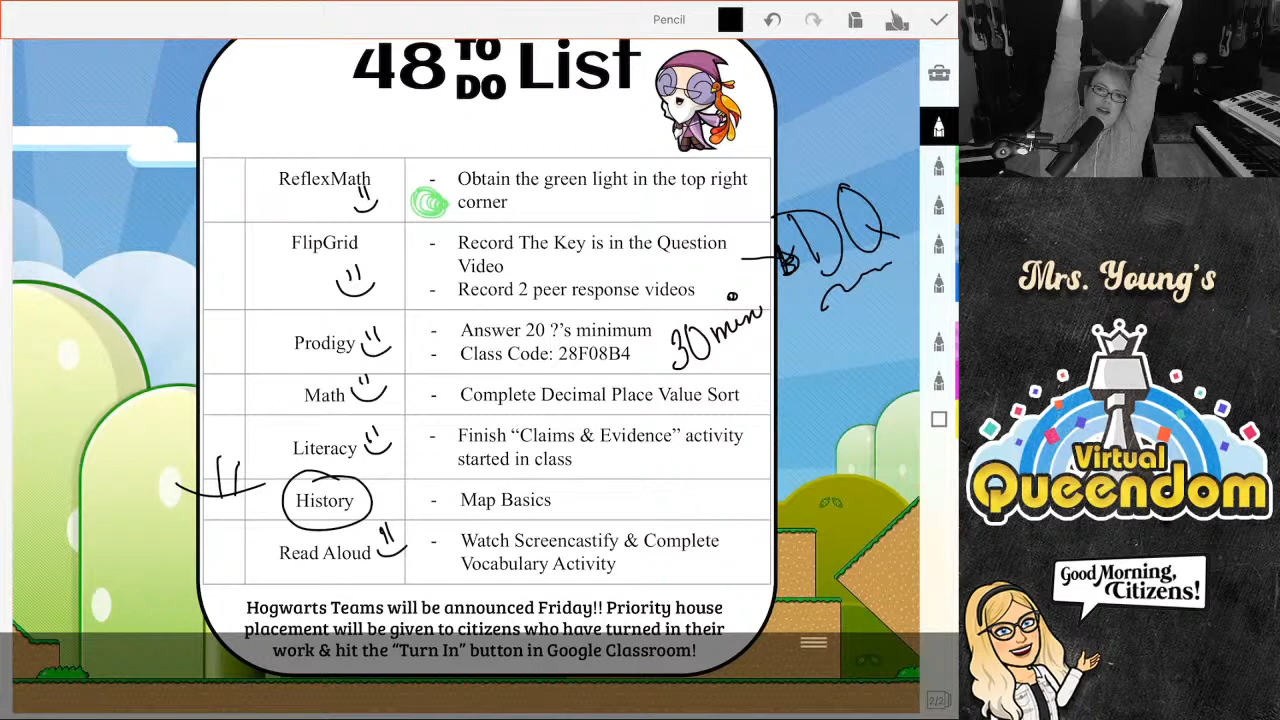 Pencil
48 TO DO List
ReflexMath
- Obtain the green light in the top right
corner
FlipGrid
- Record The Key is in the Question
Video
- Record 2 peer response videos
DQ
Prodigy
- Answer 20 ?'s minimum
- Class Code: 28F08B4
30 min
Math
- Complete Decimal Place Value Sort
Literacy
- Finish “Claims & Evidence” activity
started in class
History
- Map Basics
Read Aloud
- Watch Screencastify & Complete
Vocabulary Activity
Hogwarts Teams will be announced Friday!! Priority house
placement will be given to citizens who have turned in their
work & hit the “Turn In” button in Google Classroom!
2/2
Mrs. Young's
Virtual
Queendom
Good Morning,
Citizens!